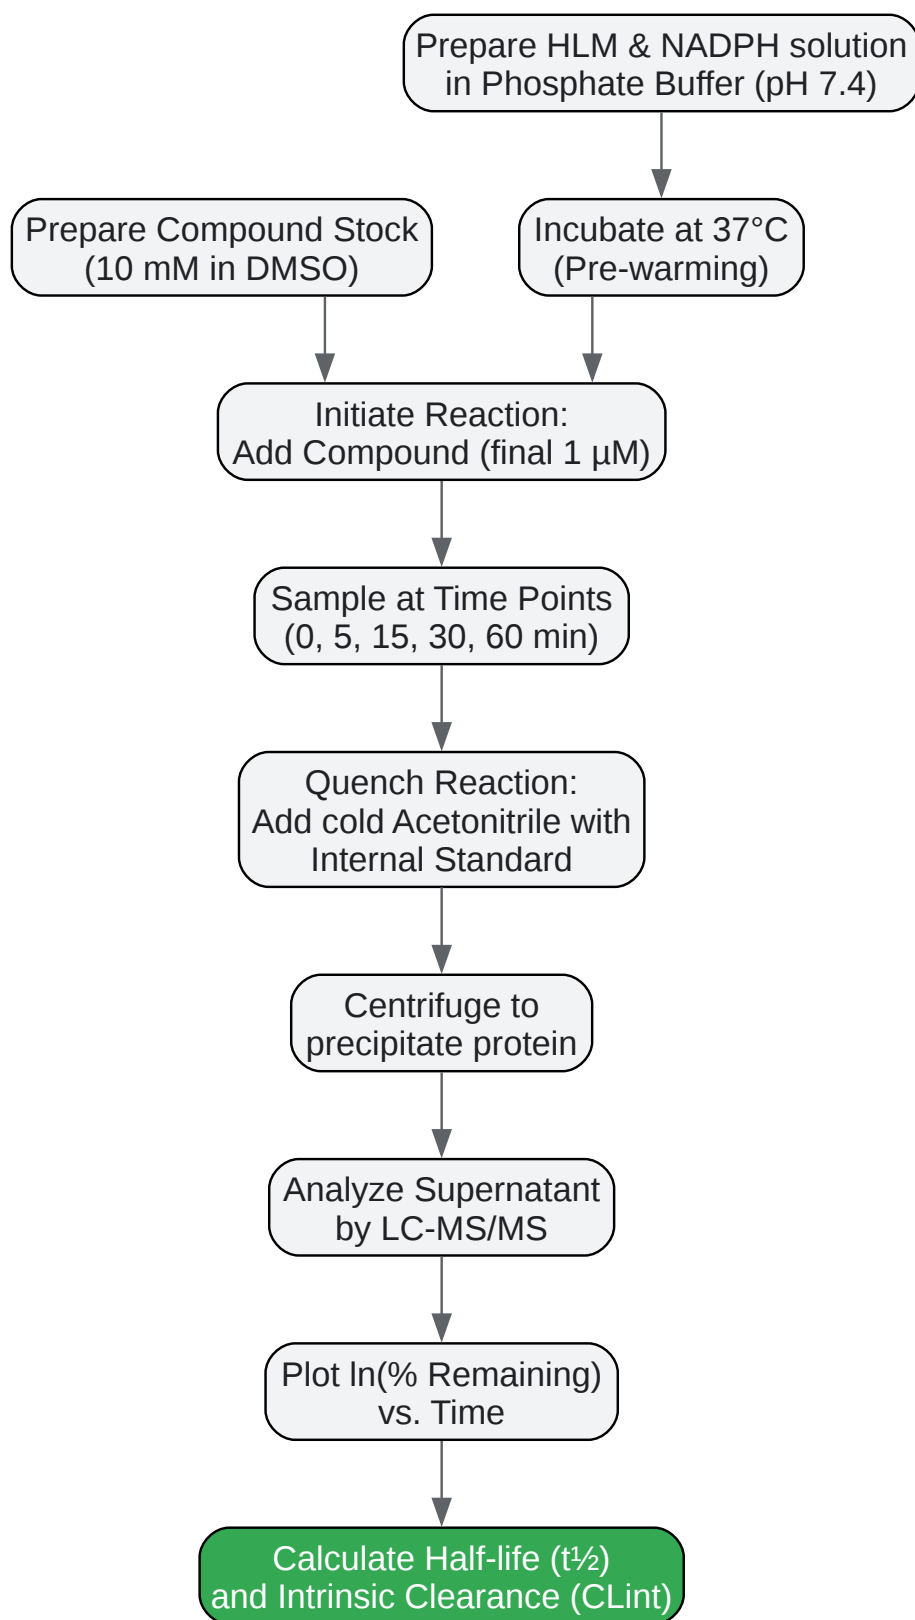 Prepare HLM & NADPH solution
in Phosphate Buffer (pH 7.4)
Prepare Compound Stock
(10 mM in DMSO)
Incubate at 37°C
(Pre-warming)
Initiate Reaction:
Add Compound (final 1 µM)
Sample at Time Points
(0, 5, 15, 30, 60 min)
Quench Reaction:
Add cold Acetonitrile with
Internal Standard
Centrifuge to
precipitate protein
Analyze Supernatant
by LC-MS/MS
Plot ln(% Remaining)
vs. Time
Calculate Half-life (t½)
and Intrinsic Clearance (CLint)